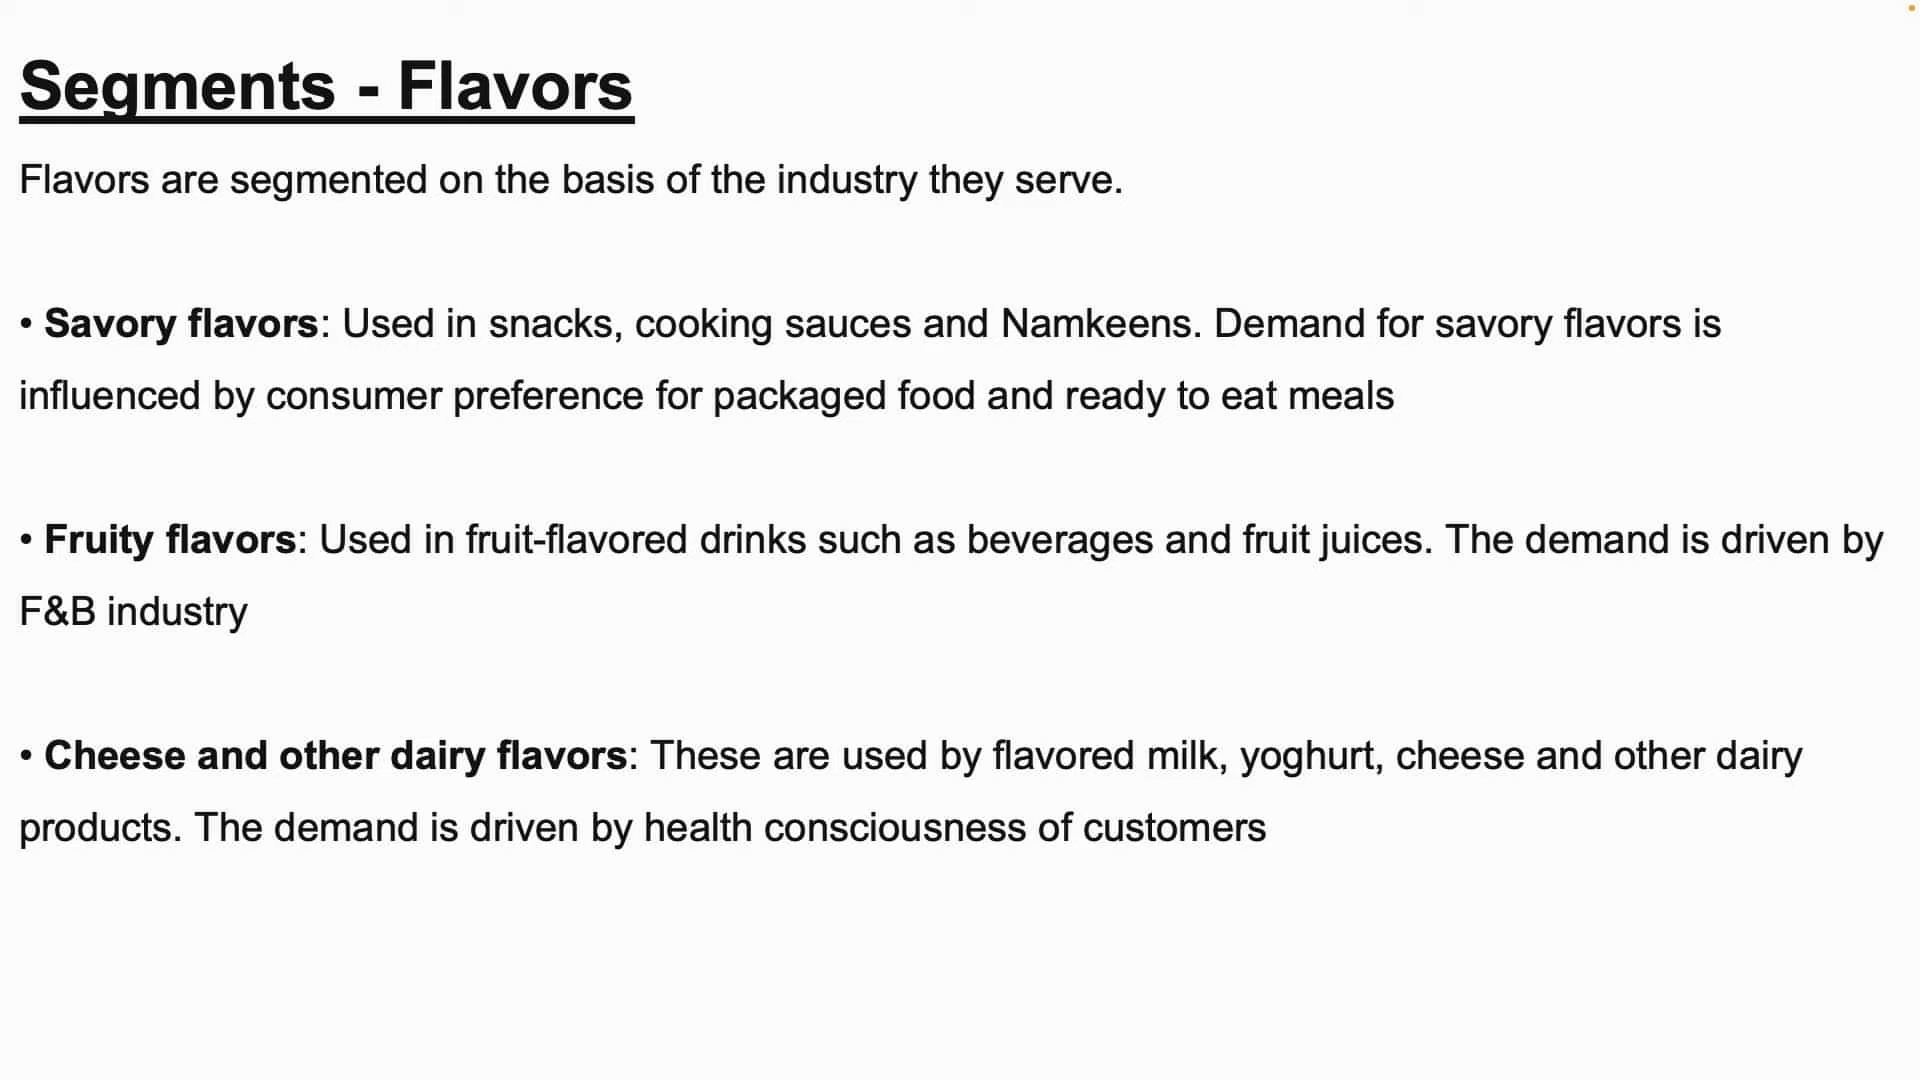 Segments - Flavors
Flavors are segmented on the basis of the industry they serve.
• Savory flavors: Used in snacks, cooking sauces and Namkeens. Demand for savory flavors is
influenced by consumer preference for packaged food and ready to eat meals
• Fruity flavors: Used in fruit-flavored drinks such as beverages and fruit juices. The demand is driven by
F&B industry
• Cheese and other dairy flavors: These are used by flavored milk, yoghurt, cheese and other dairy
products. The demand is driven by health consciousness of customers